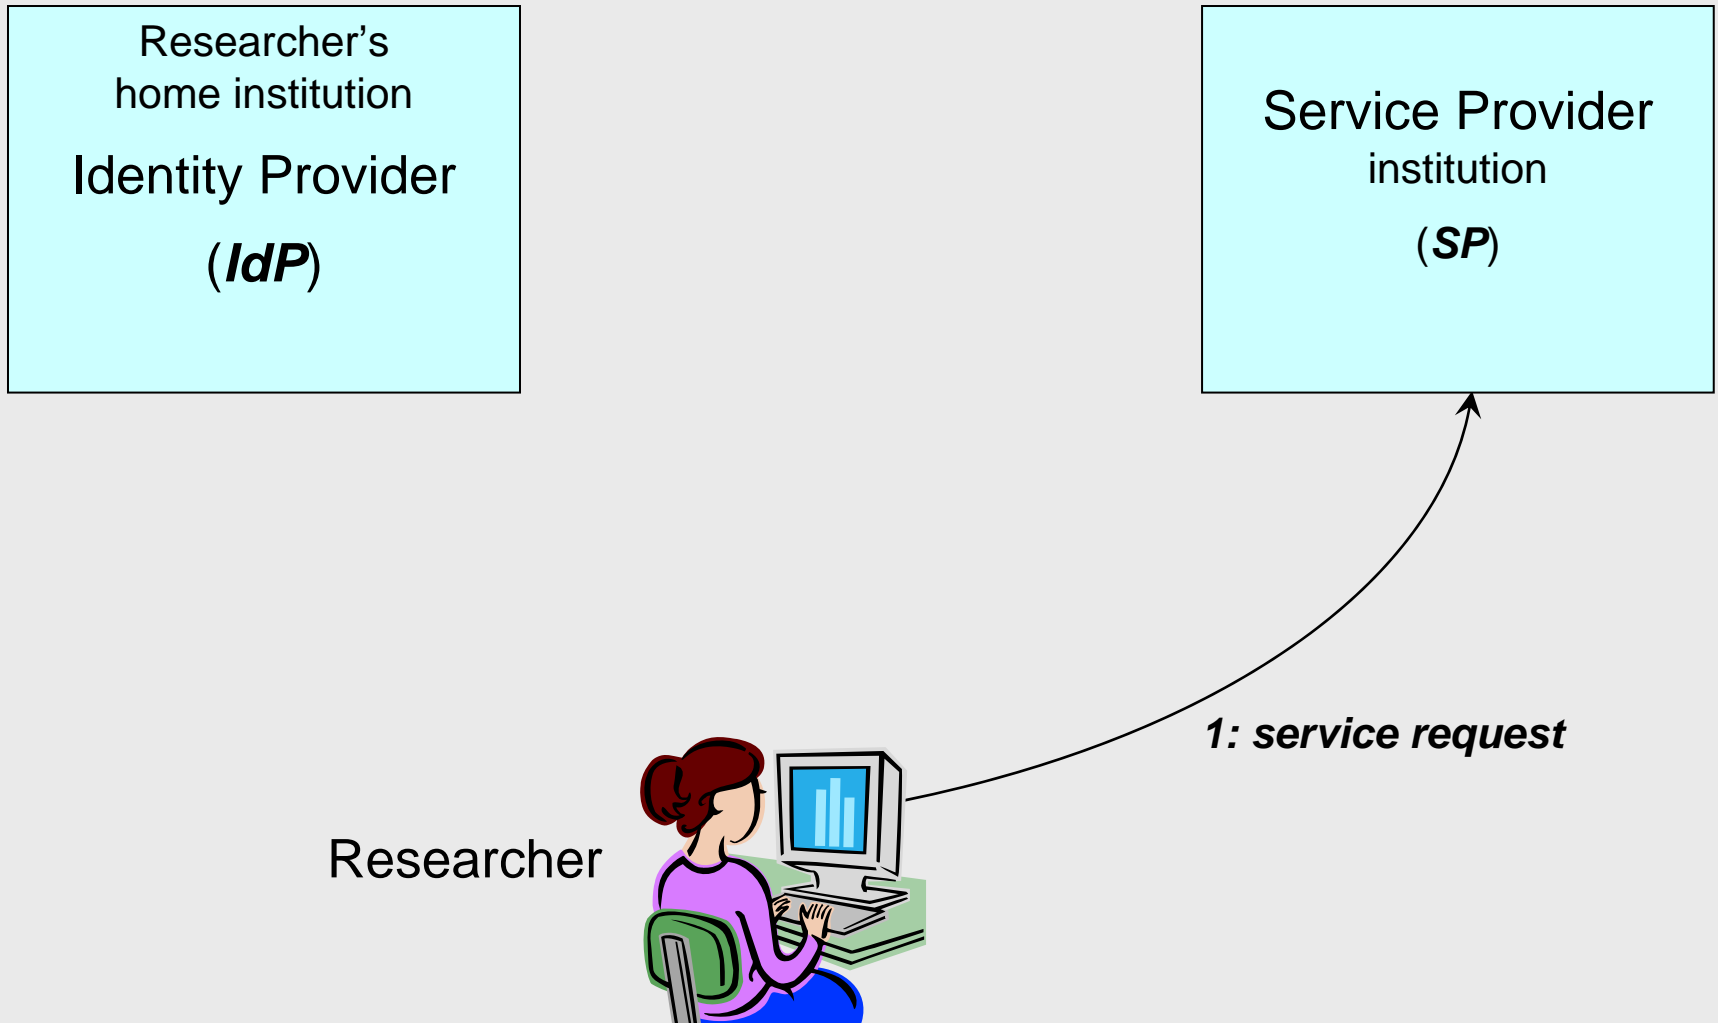 Researcher’s
home institution
Identity Provider
(IdP)
Service Provider
institution
(SP)
1: service request
Researcher